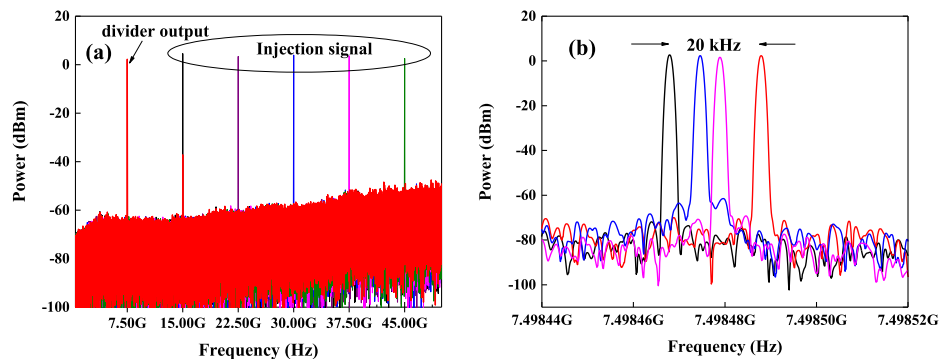 (a)
divider output
Injection signal
20
0
-20
-40
-60
-80
-100
Power (dBm)
7.50G 15.00G 22.50G 30.00G 37.50G 45.00G
Frequency (Hz)
(b)
20 kHz
20
0
-20
-40
-60
-80
-100
Power (dBm)
7.49844G 7.49846G 7.49848G 7.49850G 7.49852G
Frequency (Hz)